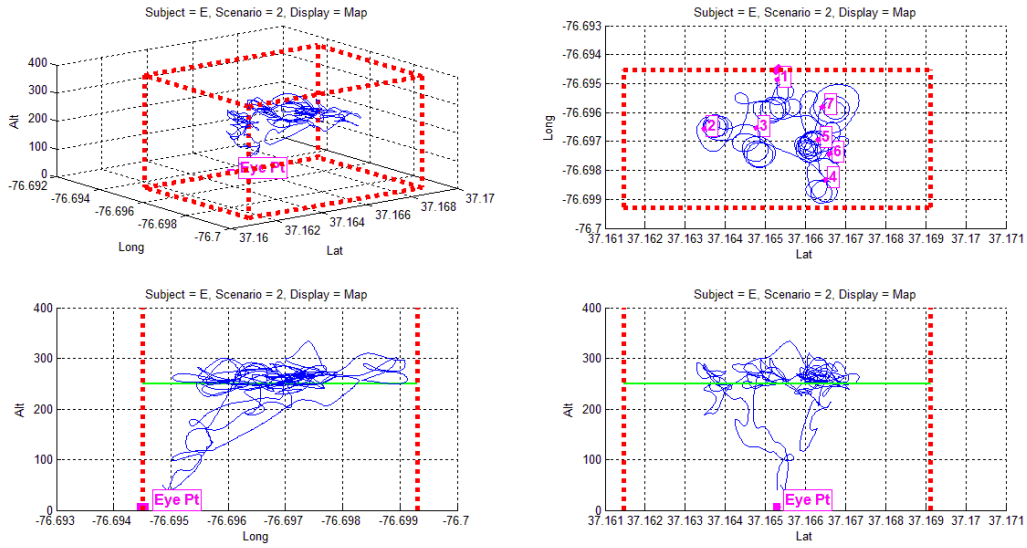 Subject = E, Scenario = 2, Display = Map
400
300
200
100
0
Alt
-76.692
-76.694
-76.696
-76.698
-76.7
Long
37.16
37.162
37.164
37.166
37.168
37.17
Lat
Eye Pt
Subject = E, Scenario = 2, Display = Map
-76.693
-76.694
-76.695
-76.696
-76.697
-76.698
-76.699
-76.7
Long
1
7
2
3
5
6
4
37.161 37.162 37.163 37.164 37.165 37.166 37.167 37.168 37.169 37.17 37.171
Lat
Subject = E, Scenario = 2, Display = Map
400
300
200
100
0
Alt
Eye Pt
-76.693 -76.694 -76.695 -76.696 -76.697 -76.698 -76.699 -76.7
Long
Subject = E, Scenario = 2, Display = Map
400
300
200
100
0
Alt
Eye Pt
37.161 37.162 37.163 37.164 37.165 37.166 37.167 37.168 37.169 37.17 37.171
Lat